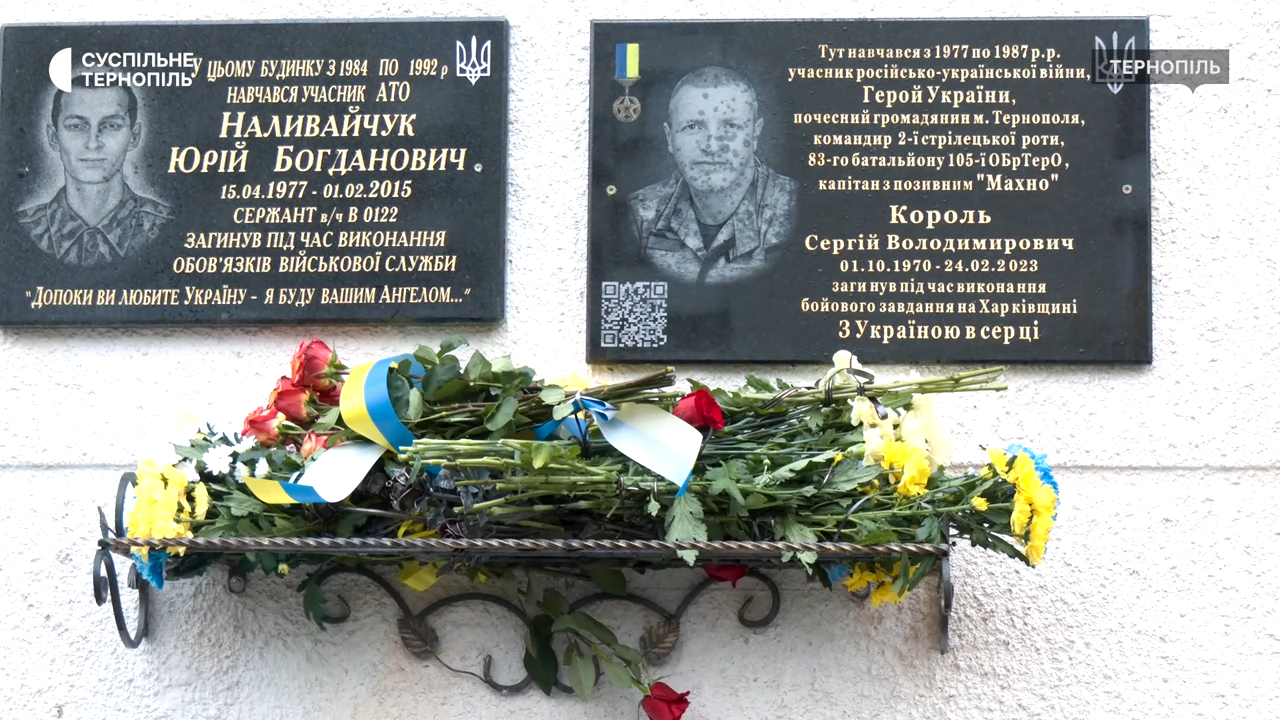 СУСПІЛЬНЕ
ТЕРНОПІЛЬ
У ЦЬОМУ БУДИНКУ З 1984 ПО 1992 р
НАВЧАВСЯ УЧАСНИК АТО
НАЛИВАЙЧУК
ЮРІЙ БОГДАНОВИЧ
15.04.1977 - 01.02.2015
СЕРЖАНТ в/ч В 0122
ЗАГИНУВ ПІД ЧАС ВИКОНАННЯ
ОБОВ'ЯЗКІВ ВІЙСЬКОВОЇ СЛУЖБИ
"ДОПОКИ ВИ ЛЮБИТЕ УКРАЇНУ - Я БУДУ ВАШИМ АНГЕЛОМ..."
ТЕРНОПІЛЬ
Тут навчався з 1977 по 1987 р.р.
учасник російсько-української війни,
Герой України,
почесний громадянин м. Тернополя,
командир 2-ї стрілецької роти,
83-го батальйону 105-ї ОБрТерО,
капітан з позивним "Махно"
Король
Сергій Володимирович
01.10.1970 - 24.02.2023
загинув під час виконання
бойового завдання на Харківщині
З Україною в серці